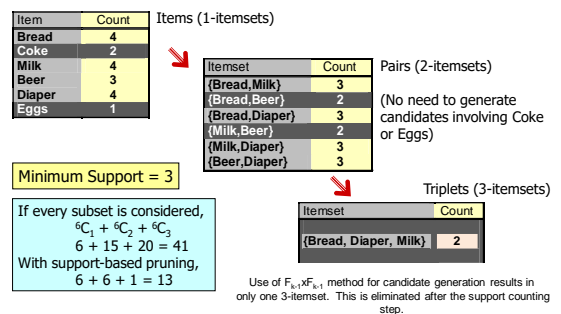 Item Count
Bread 4
Coke 2
Milk 4
Beer 3
Diaper 4
Eggs 1
Items (1-itemsets)
Itemset Count
{Bread,Milk} 3
{Bread,Beer} 2
{Bread,Diaper} 3
{Milk,Beer} 2
{Milk,Diaper} 3
{Beer,Diaper} 3
Pairs (2-itemsets)
(No need to generate
candidates involving Coke
or Eggs)
Minimum Support = 3
Triplets (3-itemsets)
If every subset is considered,
⁶C₁ + ⁶C₂ + ⁶C₃
6 + 15 + 20 = 41
With support-based pruning,
6 + 6 + 1 = 13
Itemset Count
{Bread, Diaper, Milk} 2
Use of Fₖ₋₁xFₖ₋₁ method for candidate generation results in
only one 3-itemset. This is eliminated after the support counting
step.